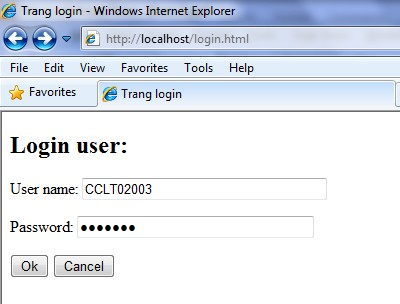 Trang login - Windows Internet Explorer
http://localhost/login.html
File Edit View Favorites Tools Help
Favorites Trang login
Login user:
User name: CCLT02003
Password: •••••••
Ok Cancel